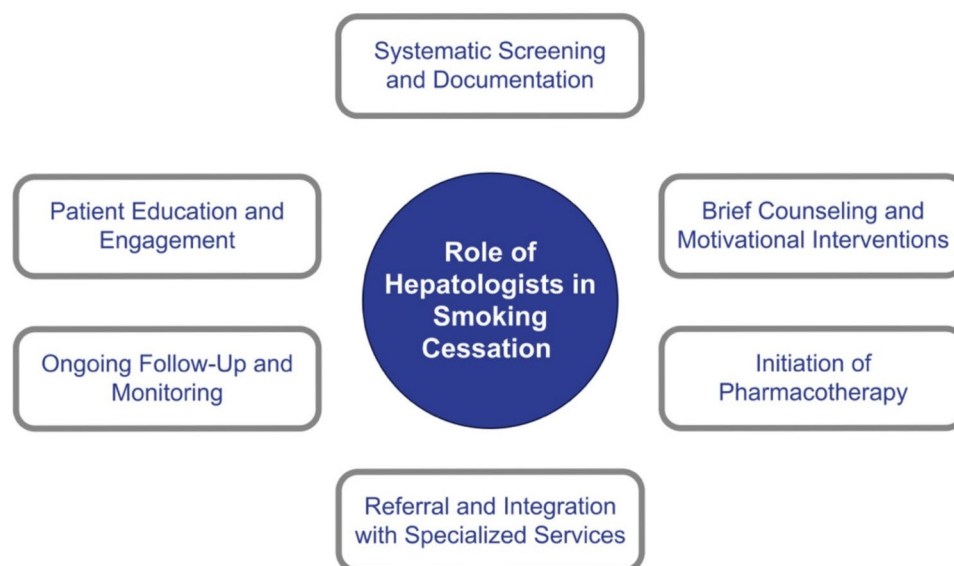 Systematic Screening
and Documentation
Patient Education and
Engagement
Brief Counseling and
Motivational Interventions
Role of
Hepatologists in
Smoking
Cessation
Ongoing Follow-Up and
Monitoring
Initiation of
Pharmacotherapy
Referral and Integration
with Specialized Services